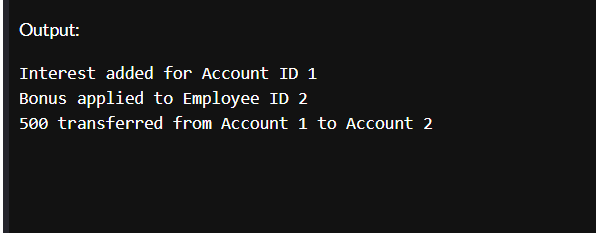 Output:
Interest added for Account ID 1
Bonus applied to Employee ID 2
500 transferred from Account 1 to Account 2